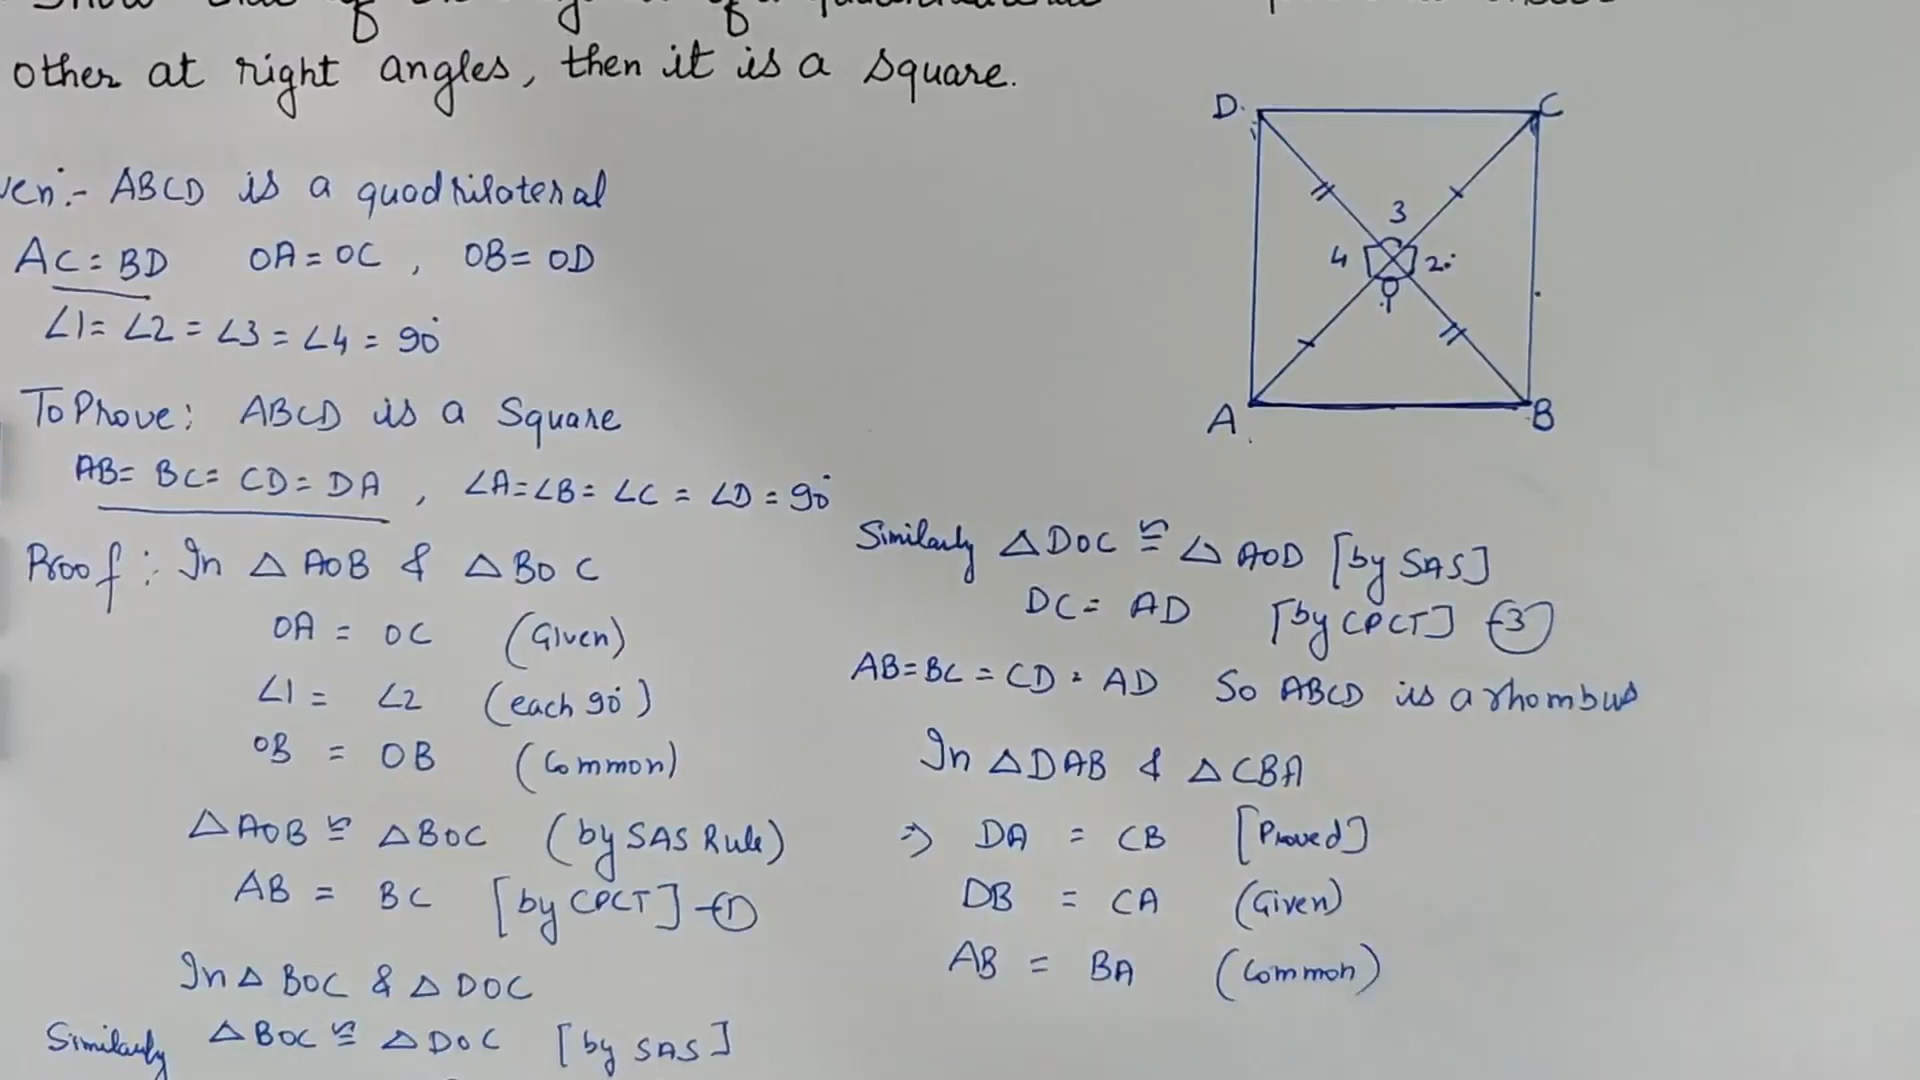 other at right angles, then it is a square.
ven:- ABCD is a quadrilateral
AC = BD OA = OC , OB = OD
∠1 = ∠2 = ∠3 = ∠4 = 90°
To Prove: ABCD is a Square
AB = BC = CD = DA , ∠A = ∠B = ∠C = ∠D = 90°
Proof: In △ AOB & △ BOC
OA = OC (Given)
∠1 = ∠2 (each 90°)
OB = OB (Common)
△AOB ≅ △BOC (by SAS Rule)
AB = BC [by CPCT] —①
In △ BOC & △ DOC
Similarly △BOC ≅ △DOC [by SAS]
D C
3
4 2
A B
Similarly △DOC ≅ △AOD [by SAS]
DC = AD [by CPCT] —③
AB = BC = CD = AD So ABCD is a rhombus
In △DAB & △CBA
⇒ DA = CB [Proved]
DB = CA (Given)
AB = BA (Common)